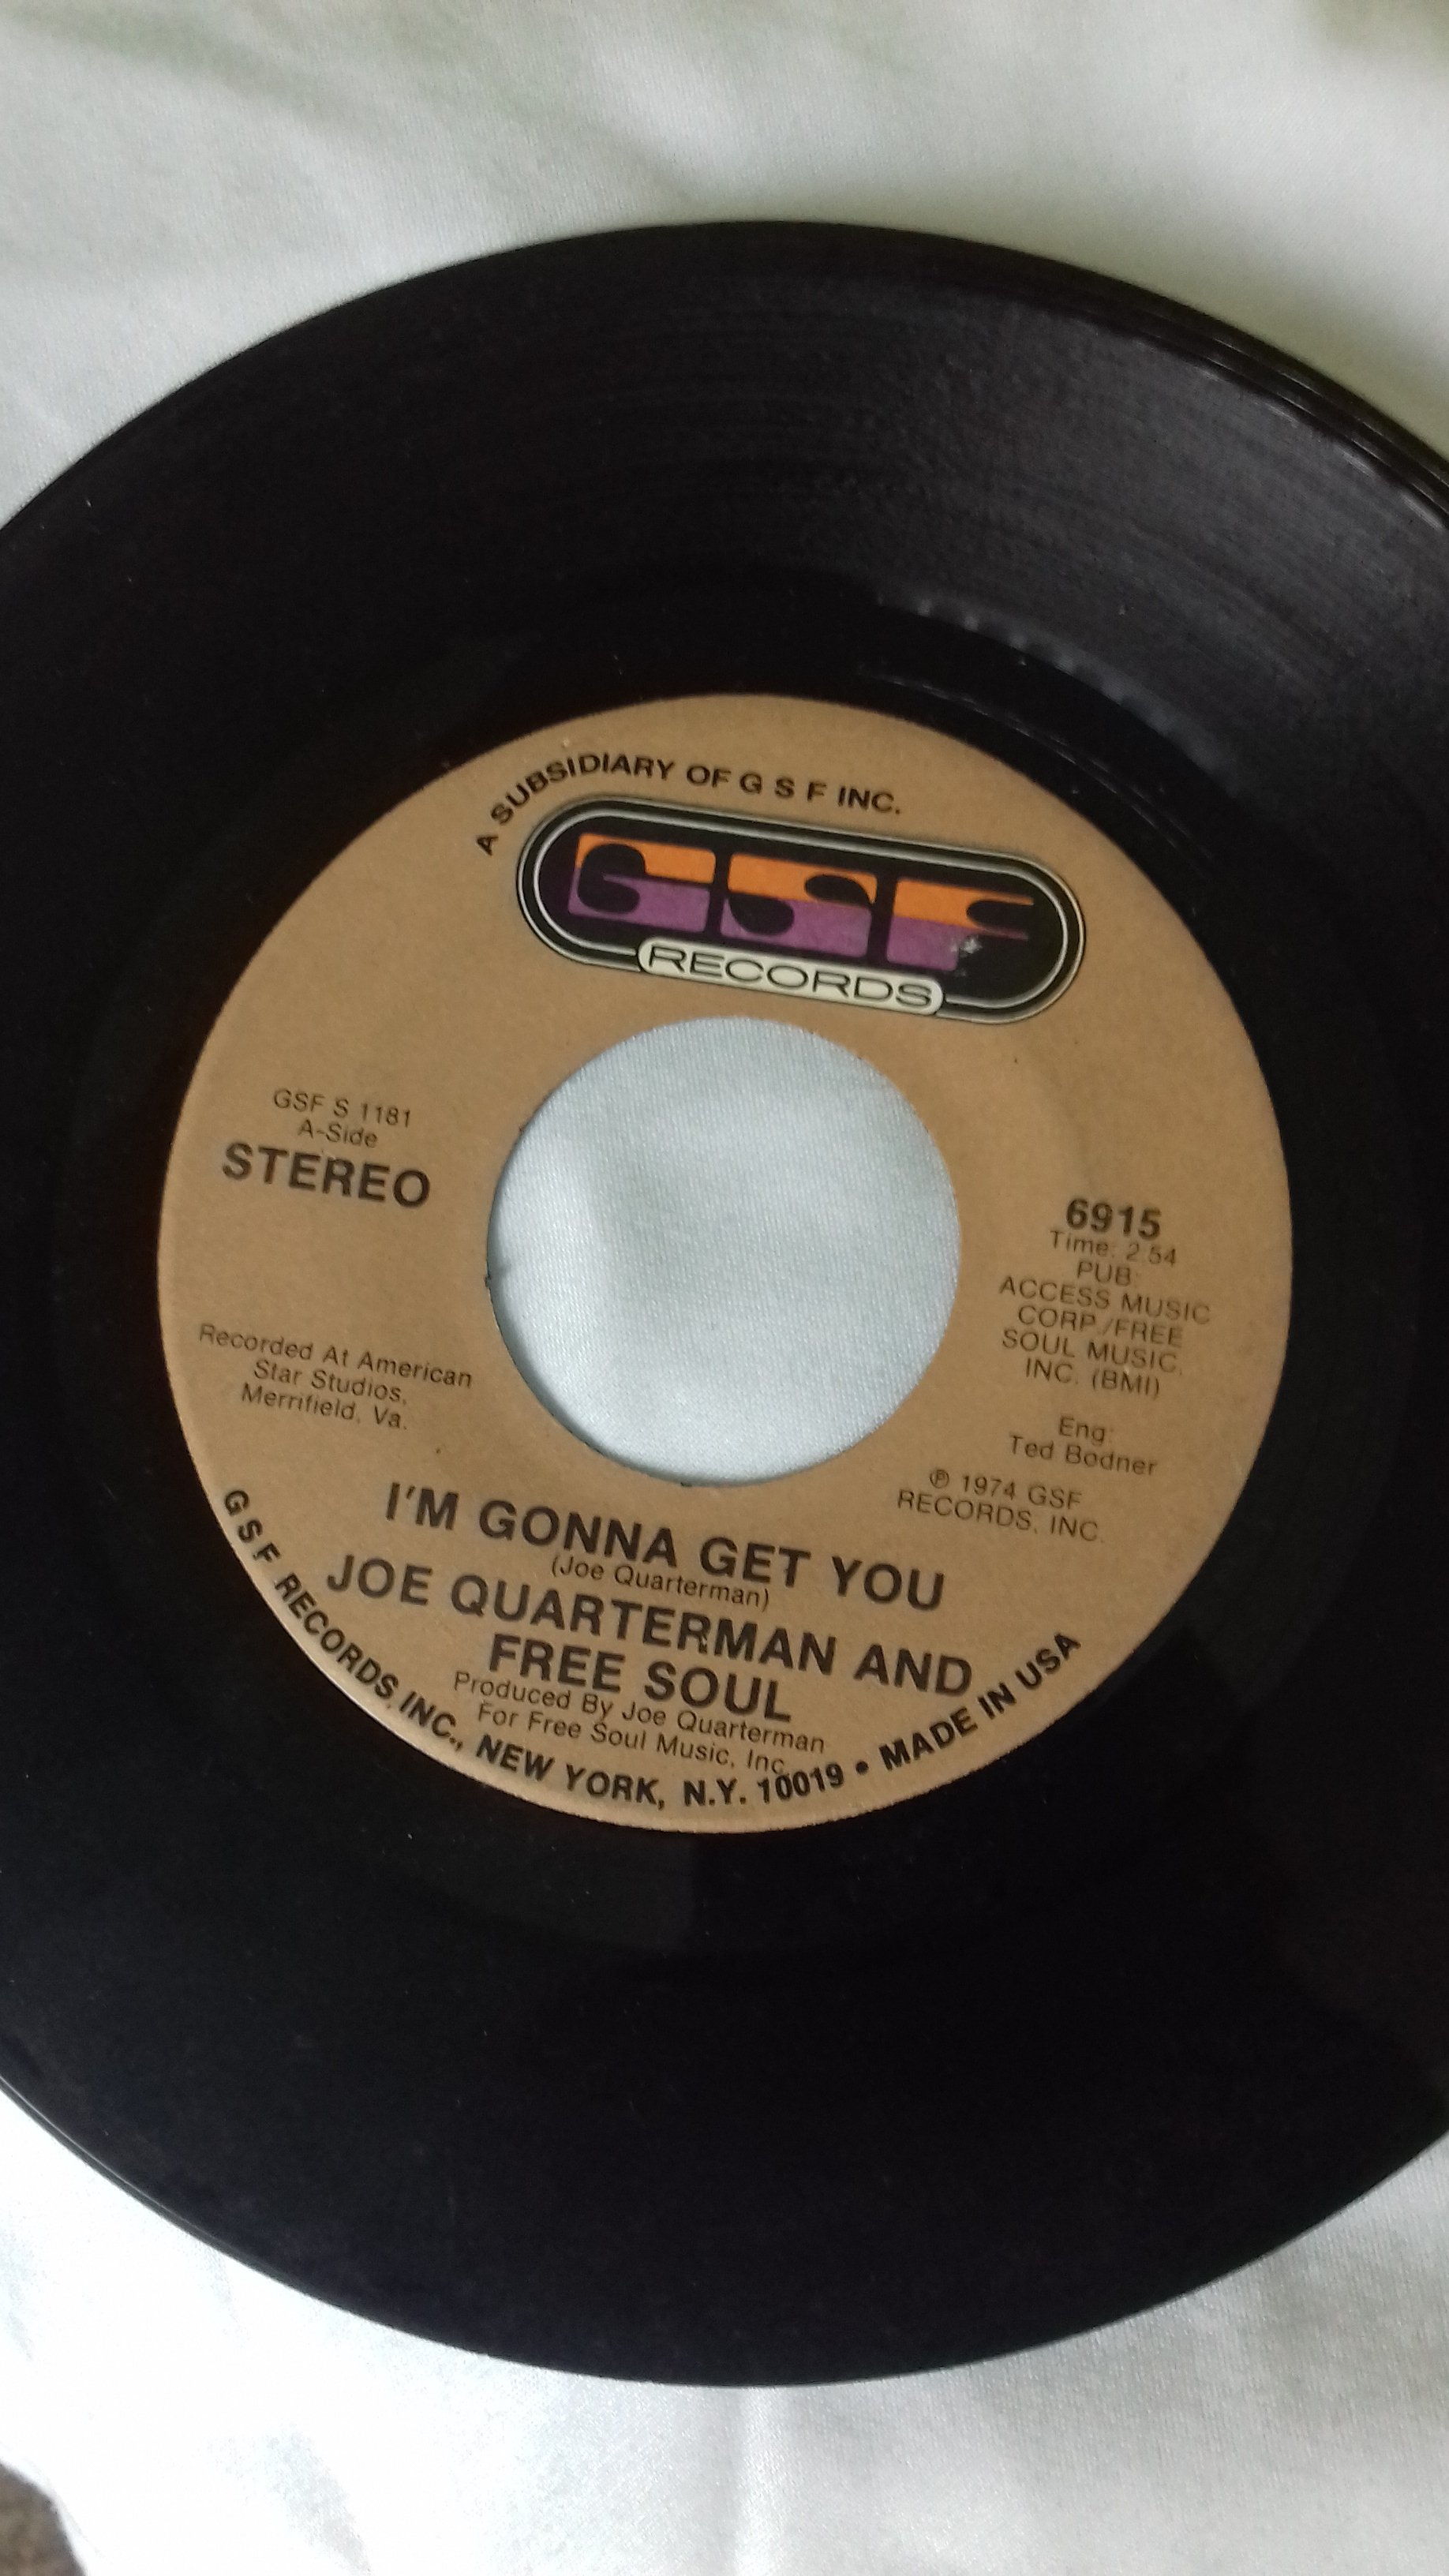 A SUBSIDIARY OF G S F INC.
GSF
RECORDS
GSF S 1181
A-Side
STEREO
6915
Time: 2:54
PUB:
ACCESS MUSIC
CORP./FREE
SOUL MUSIC,
INC. (BMI)
Recorded At American
Star Studios,
Merrifield, Va.
Eng:
Ted Bodner
℗ 1974 GSF
RECORDS, INC.
I'M GONNA GET YOU
(Joe Quarterman)
JOE QUARTERMAN AND
FREE SOUL
Produced By Joe Quarterman
For Free Soul Music, Inc.
G S F RECORDS, INC., NEW YORK, N.Y. 10019 • MADE IN USA